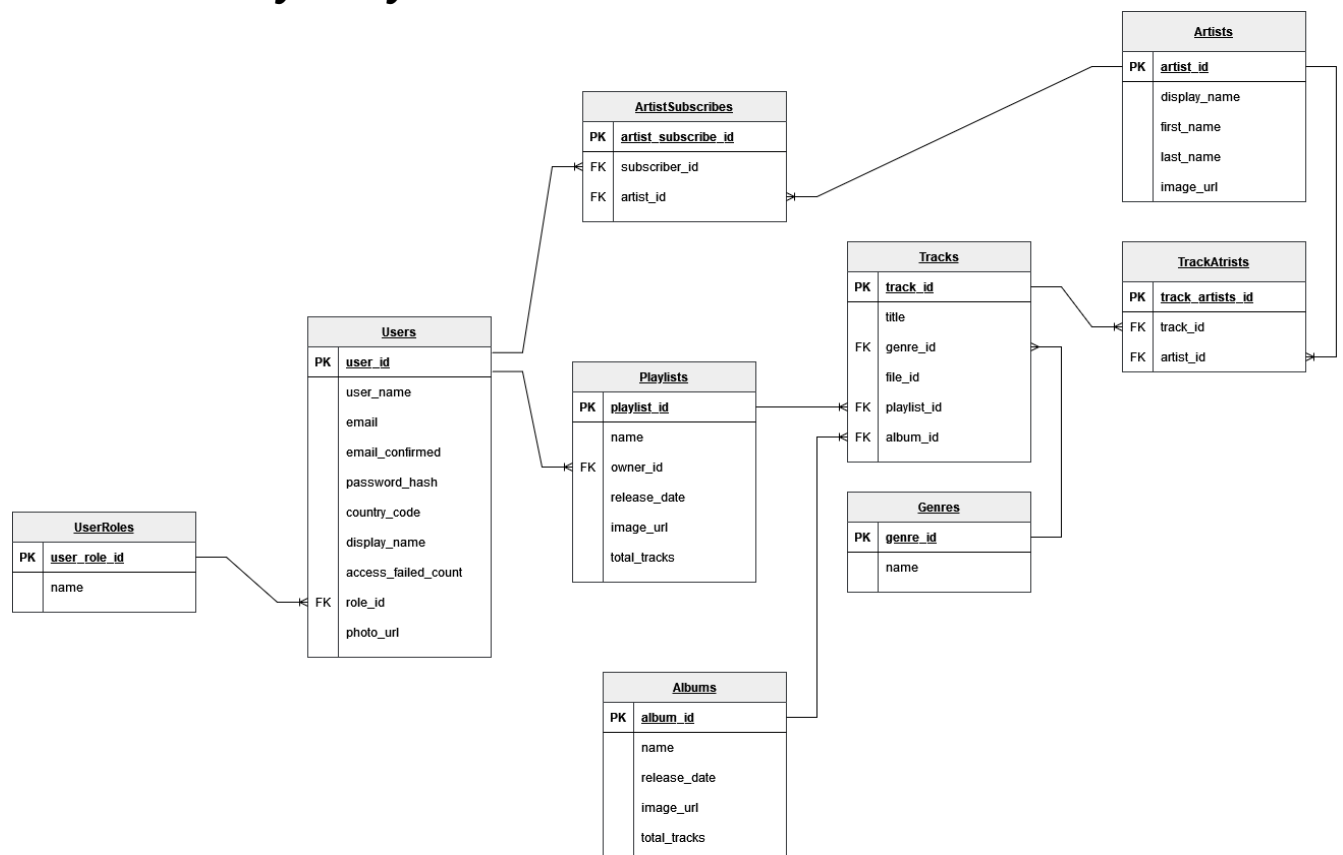 Artists
PK artist_id
display_name
first_name
last_name
image_url
ArtistSubscribes
PK artist_subscribe_id
FK subscriber_id
FK artist_id
Tracks
PK track_id
title
FK genre_id
file_id
FK playlist_id
FK album_id
TrackAtrists
PK track_artists_id
FK track_id
FK artist_id
Users
PK user_id
user_name
email
email_confirmed
password_hash
country_code
display_name
access_failed_count
FK role_id
photo_url
Playlists
PK playlist_id
name
FK owner_id
release_date
image_url
total_tracks
Genres
PK genre_id
name
UserRoles
PK user_role_id
name
Albums
PK album_id
name
release_date
image_url
total_tracks